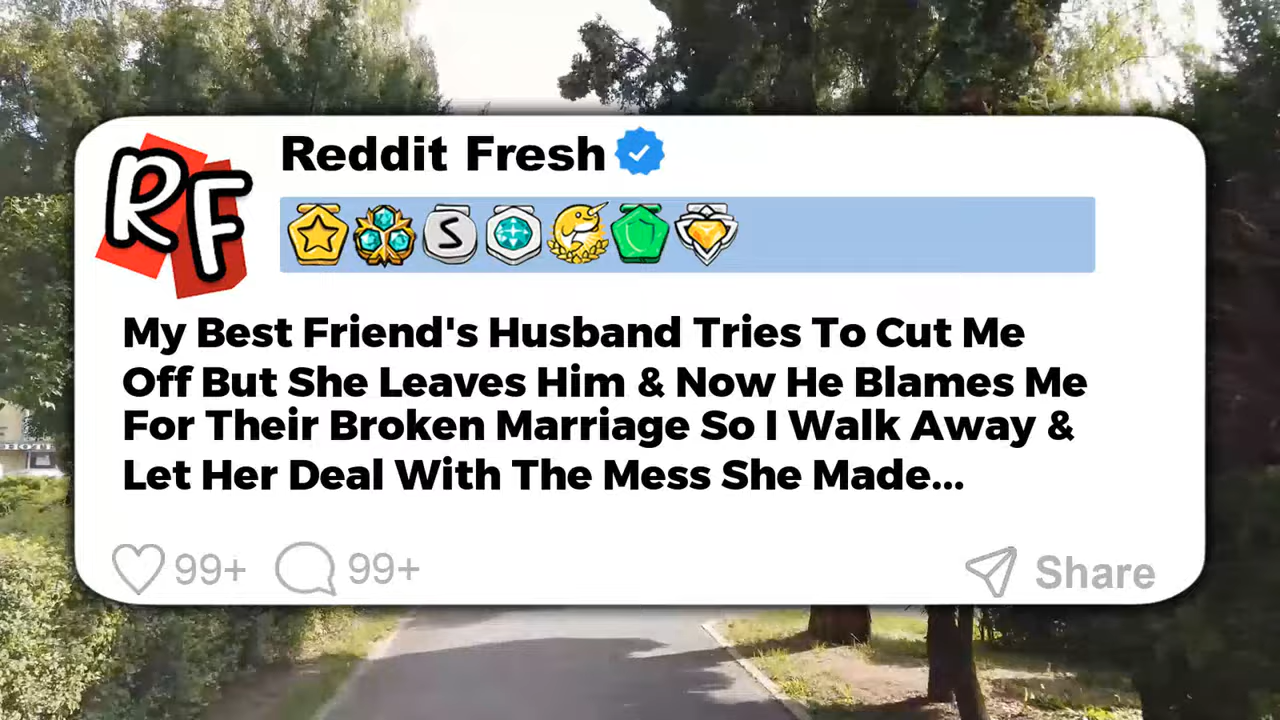 RF
Reddit Fresh
S
My Best Friend's Husband Tries To Cut Me
Off But She Leaves Him & Now He Blames Me
For Their Broken Marriage So I Walk Away &
Let Her Deal With The Mess She Made...
99+ 99+ Share